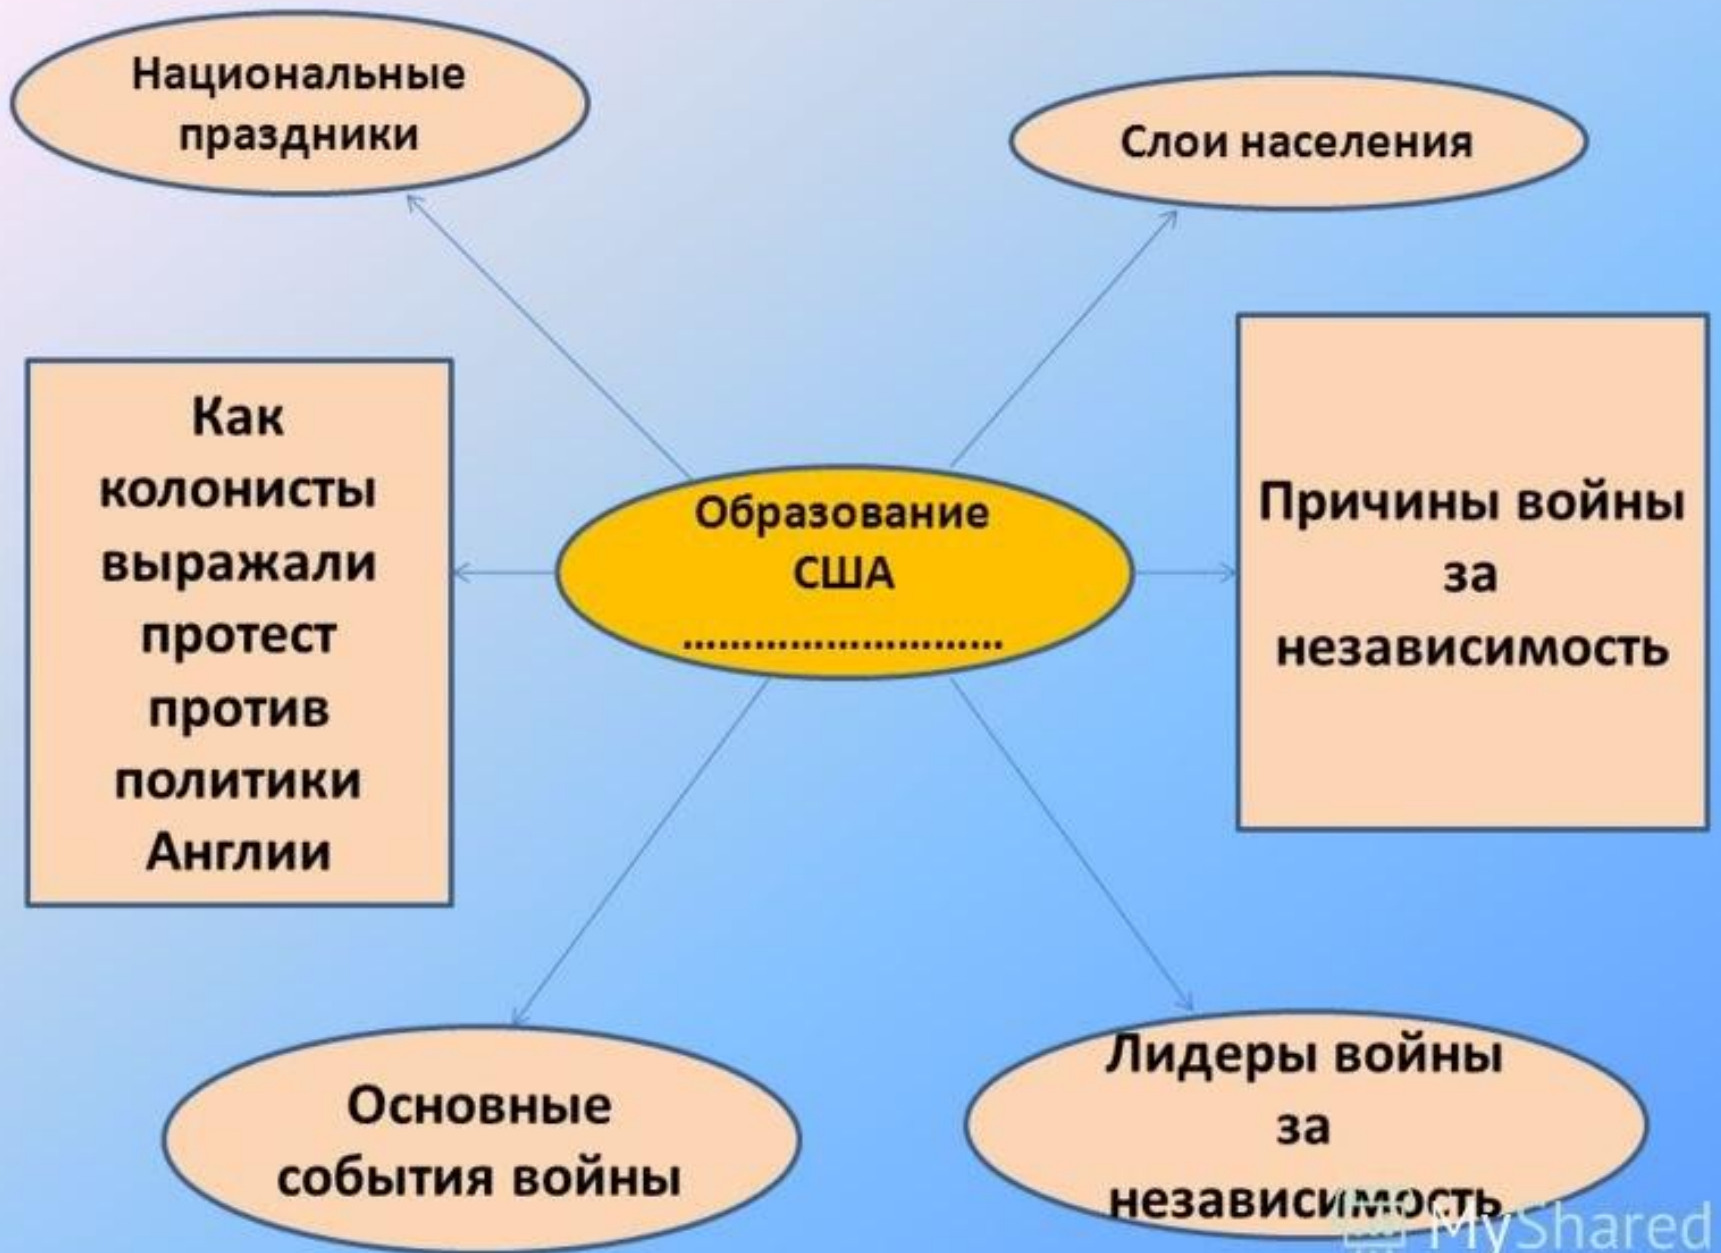 Национальные
праздники
Слои населения
Как
колонисты
выражали
протест
против
политики
Англии
Образование
США
...........................
Причины войны
за
независимость
Основные
события войны
Лидеры войны
за
независимость
MyShared